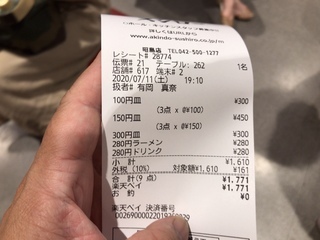 www.akindo-sushiro.co.jp/
昭島店 TEL042-500-1277
レシート# 28774
伝票# 21 テーブル: 262 1名
店舗# 617 端末# 2
2020/07/11(土) 19:10
扱者: 有岡 真奈
100円皿 ¥300
(3点 x @¥100)
150円皿 ¥450
(3点 x @¥150)
300円皿 ¥300
280円ラーメン ¥280
280円ドリンク ¥280
小 計 ¥1,610
外税(10%) 対象額¥1,610 ¥161
合 計(9 点) ¥1,771
楽天ペイ ¥1,771
お 釣 ¥0
楽天ペイ 決済番号